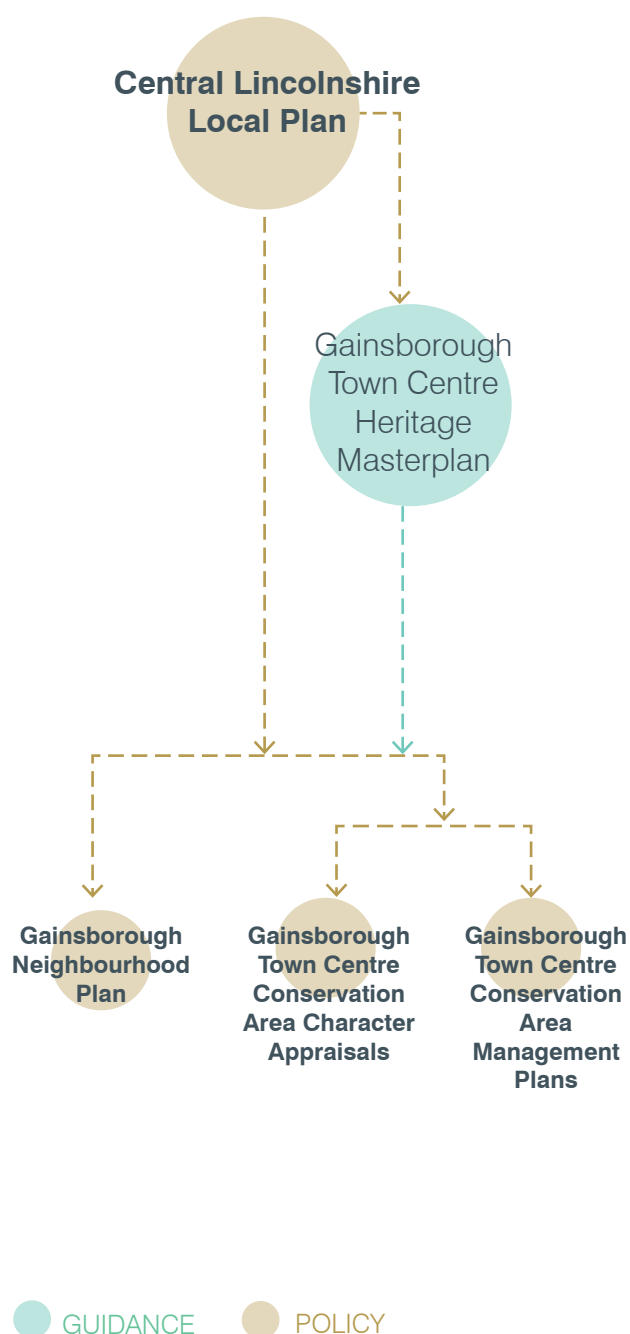 Central Lincolnshire
Local Plan
Gainsborough
Town Centre
Heritage
Masterplan
Gainsborough
Neighbourhood
Plan
Gainsborough
Town Centre
Conservation
Area Character
Appraisals
Gainsborough
Town Centre
Conservation
Area
Management
Plans
GUIDANCE
POLICY